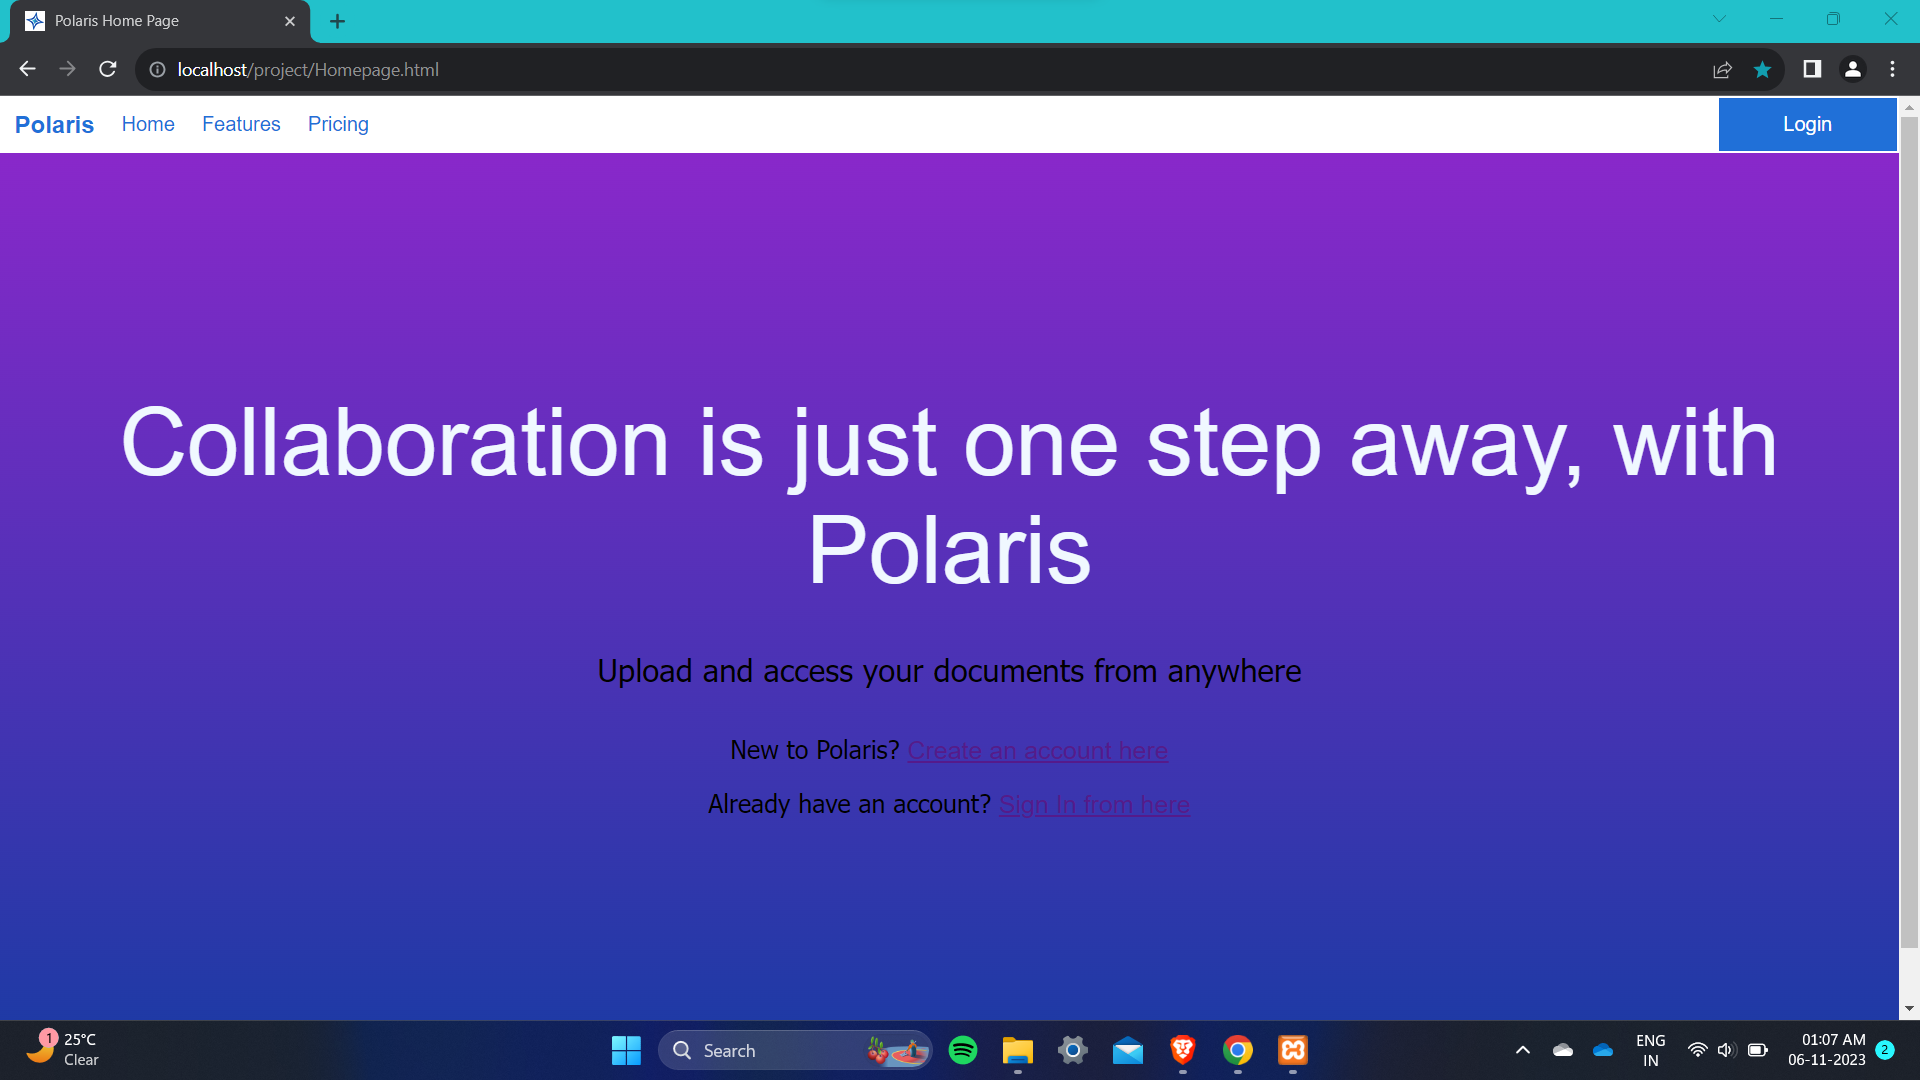 Polaris Home Page
localhost/project/Homepage.html
Polaris Home Features Pricing Login
Collaboration is just one step away, with
Polaris
Upload and access your documents from anywhere
New to Polaris? Create an account here
Already have an account? Sign In from here
1 25°C
Clear
Search
ENG
IN
01:07 AM
06-11-2023
2